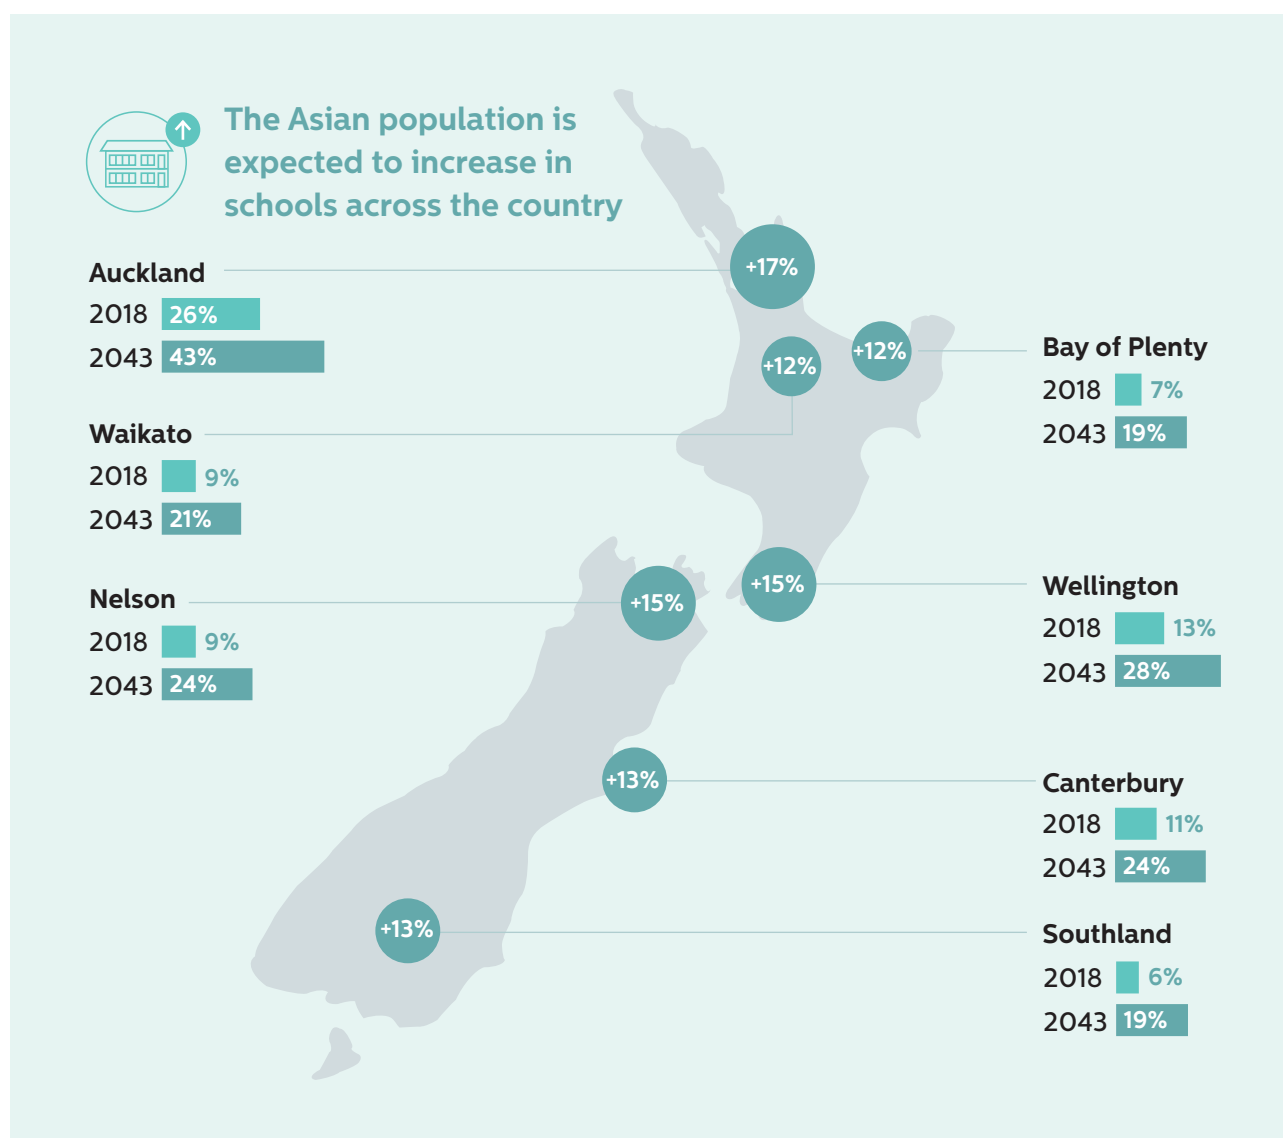 The Asian population is
expected to increase in
schools across the country
Auckland
2018 26%
2043 43%
Waikato
2018 9%
2043 21%
Nelson
2018 9%
2043 24%
+17%
+12%
+12%
+15%
+15%
+13%
+13%
Bay of Plenty
2018 7%
2043 19%
Wellington
2018 13%
2043 28%
Canterbury
2018 11%
2043 24%
Southland
2018 6%
2043 19%